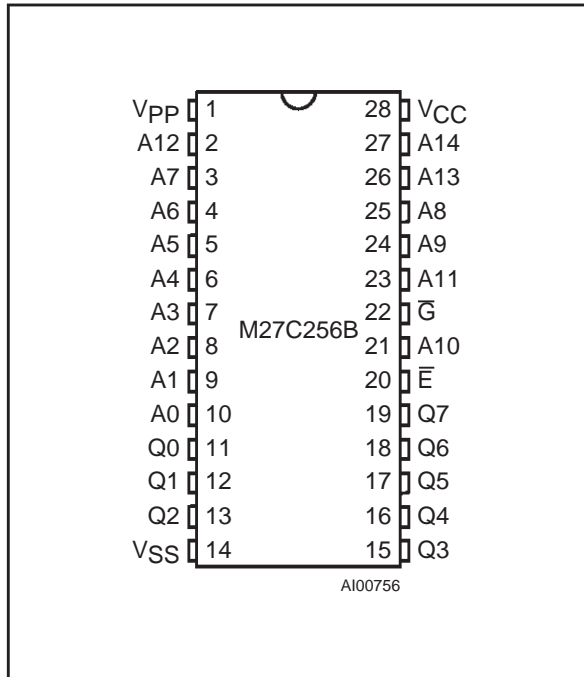 VPP 1 28 VCC
A12 2 27 A14
A7 3 26 A13
A6 4 25 A8
A5 5 24 A9
A4 6 23 A11
A3 7 22 G̅
M27C256B
A2 8 21 A10
A1 9 20 E̅
A0 10 19 Q7
Q0 11 18 Q6
Q1 12 17 Q5
Q2 13 16 Q4
VSS 14 15 Q3
AI00756